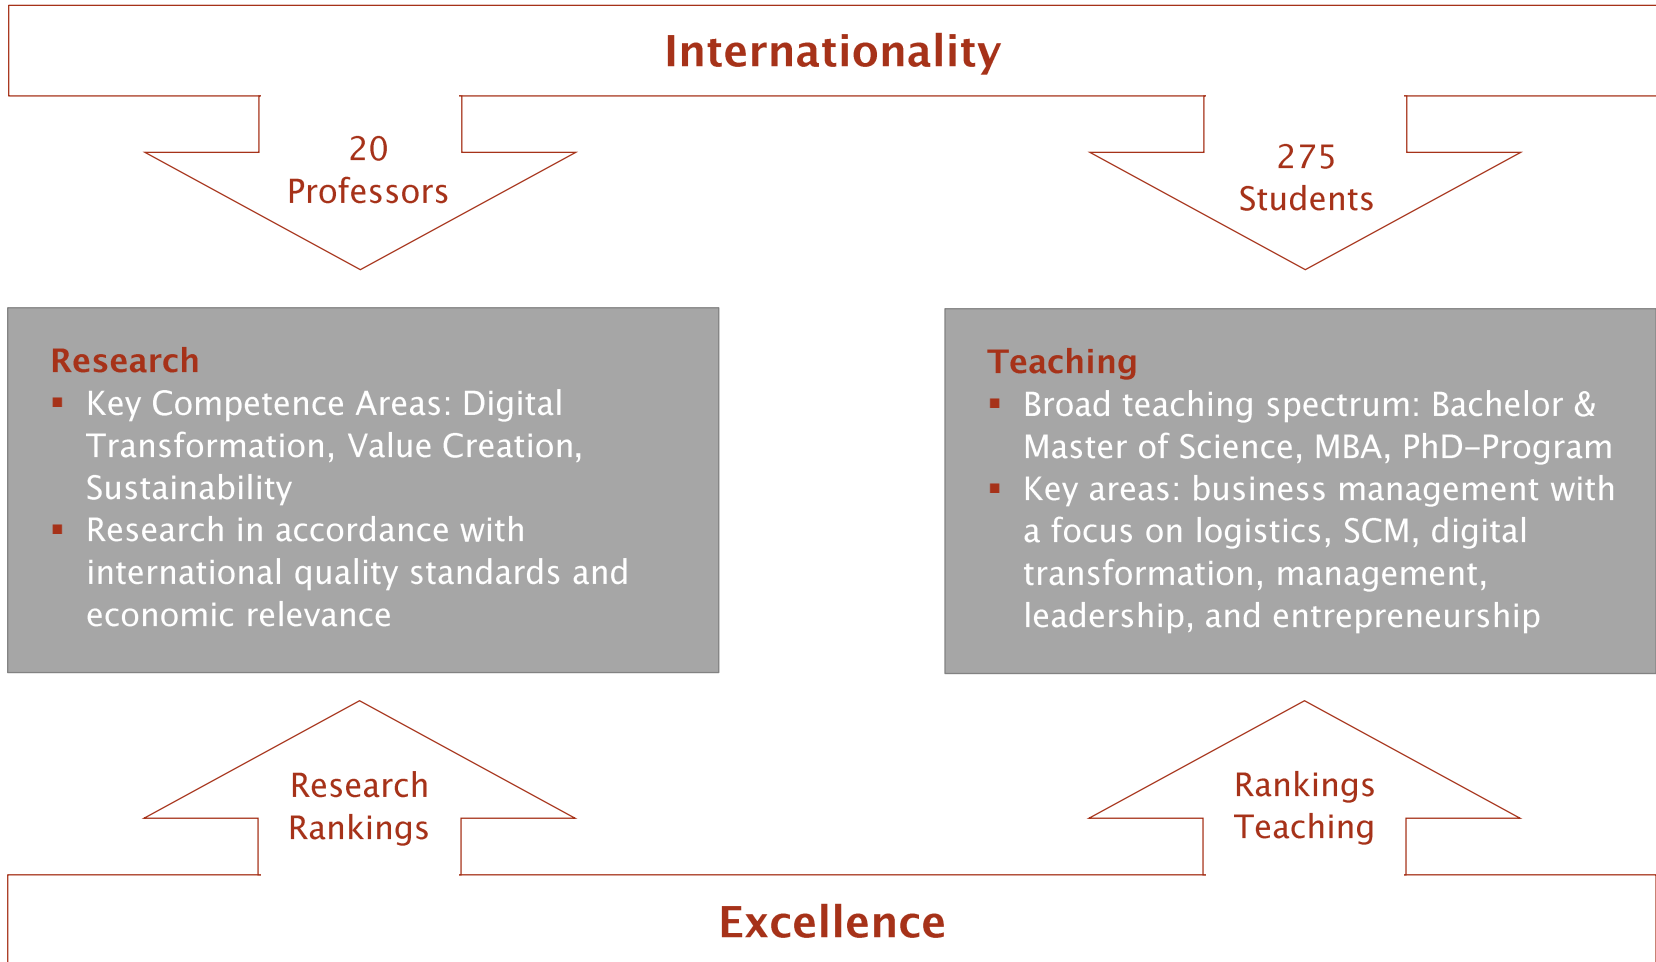 Internationality
20
Professors
275
Students
Research
▪ Key Competence Areas: Digital
Transformation, Value Creation,
Sustainability
▪ Research in accordance with
international quality standards and
economic relevance
Teaching
▪ Broad teaching spectrum: Bachelor &
Master of Science, MBA, PhD-Program
▪ Key areas: business management with
a focus on logistics, SCM, digital
transformation, management,
leadership, and entrepreneurship
Research
Rankings
Rankings
Teaching
Excellence